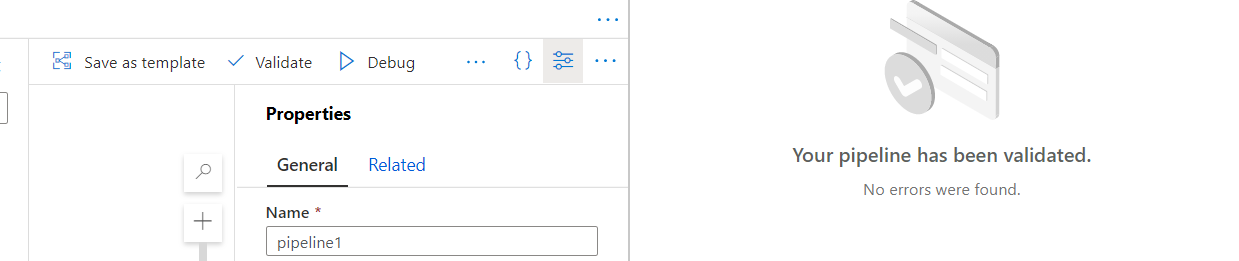 Save as template Validate Debug ... {} ...
Properties
General Related
Name *
pipeline1
Your pipeline has been validated.
No errors were found.